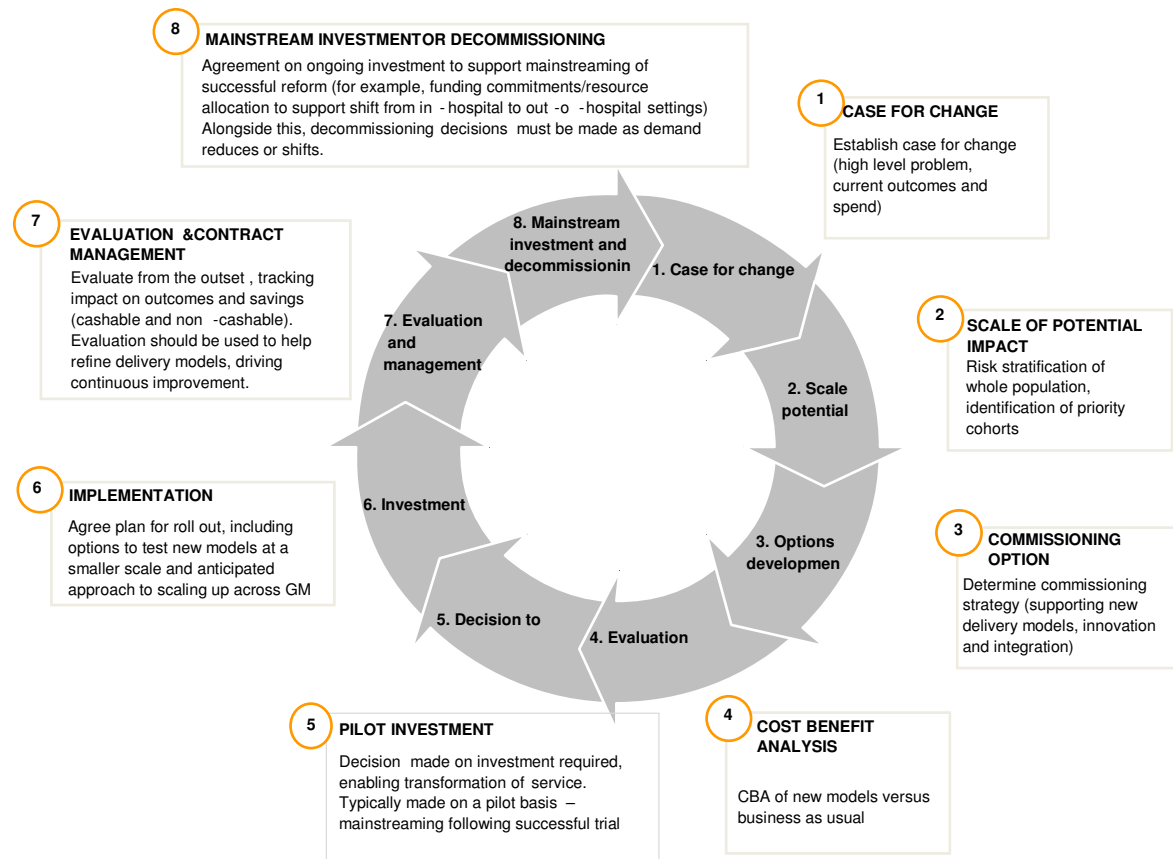 8
MAINSTREAM INVESTMENTOR DECOMMISSIONING
Agreement on ongoing investment to support mainstreaming of
successful reform (for example, funding commitments/resource
allocation to support shift from in - hospital to out -o -hospital settings)
Alongside this, decommissioning decisions must be made as demand
reduces or shifts.
1
CASE FOR CHANGE
Establish case for change
(high level problem,
current outcomes and
spend)
7
EVALUATION &CONTRACT
MANAGEMENT
Evaluate from the outset , tracking
impact on outcomes and savings
(cashable and non -cashable).
Evaluation should be used to help
refine delivery models, driving
continuous improvement.
8. Mainstream
investment and
decommissionin
1. Case for change
7. Evaluation
and
management
2. Scale
potential
2
SCALE OF POTENTIAL
IMPACT
Risk stratification of
whole population,
identification of priority
cohorts
6
IMPLEMENTATION
Agree plan for roll out, including
options to test new models at a
smaller scale and anticipated
approach to scaling up across GM
6. Investment
3. Options
developmen
5. Decision to
4. Evaluation
3
COMMISSIONING
OPTION
Determine commissioning
strategy (supporting new
delivery models, innovation
and integration)
5
PILOT INVESTMENT
Decision made on investment required,
enabling transformation of service.
Typically made on a pilot basis –
mainstreaming following successful trial
4
COST BENEFIT
ANALYSIS
CBA of new models versus
business as usual